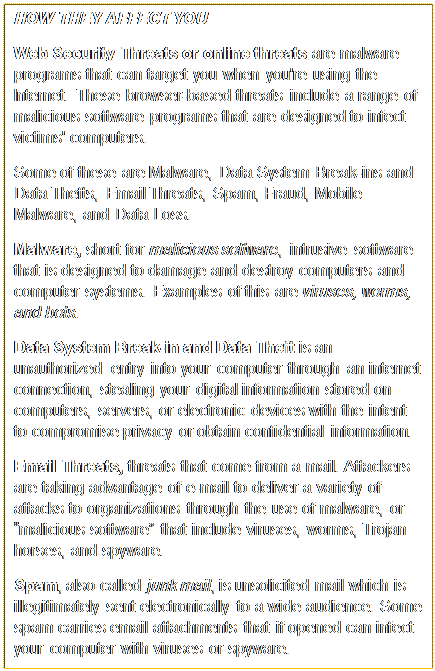 HOW THEY AFFECT YOU
Web Security Threats or online threats are malware
programs that can target you when you're using the
Internet. These browser-based threats include a range of
malicious software programs that are designed to infect
victims' computers.
Some of these are Malware, Data System Break-ins and
Data Thefts, Email Threats, Spam, Fraud, Mobile
Malware, and Data Loss.
Malware, short for malicious software, intrusive software
that is designed to damage and destroy computers and
computer systems. Examples of this are viruses, worms,
and bots.
Data System Break-in and Data Theft is an
unauthorized entry into your computer through an internet
connection, stealing your digital information stored on
computers, servers, or electronic devices with the intent
to compromise privacy or obtain confidential information.
Email Threats, threats that come from a mail. Attackers
are taking advantage of e-mail to deliver a variety of
attacks to organizations through the use of malware, or
"malicious software" that include viruses, worms, Trojan
horses, and spyware.
Spam, also called junk mail, is unsolicited mail which is
illegitimately sent electronically to a wide audience. Some
spam carries email attachments that if opened can infect
your computer with viruses or spyware.